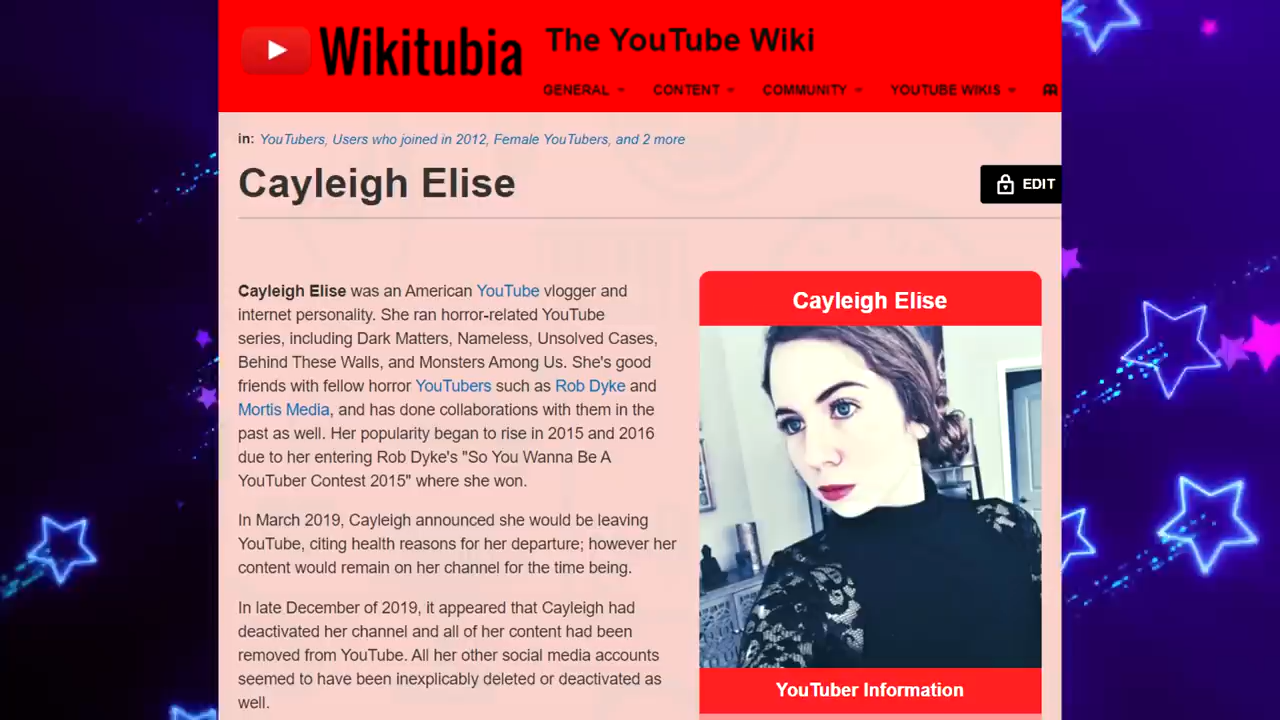 Wikitubia
The YouTube Wiki
GENERAL
CONTENT
COMMUNITY
YOUTUBE WIKIS
in: YouTubers, Users who joined in 2012, Female YouTubers, and 2 more
Cayleigh Elise
EDIT
Cayleigh Elise was an American YouTube vlogger and
internet personality. She ran horror-related YouTube
series, including Dark Matters, Nameless, Unsolved Cases,
Behind These Walls, and Monsters Among Us. She's good
friends with fellow horror YouTubers such as Rob Dyke and
Mortis Media, and has done collaborations with them in the
past as well. Her popularity began to rise in 2015 and 2016
due to her entering Rob Dyke's "So You Wanna Be A
YouTuber Contest 2015" where she won.
In March 2019, Cayleigh announced she would be leaving
YouTube, citing health reasons for her departure; however her
content would remain on her channel for the time being.
In late December of 2019, it appeared that Cayleigh had
deactivated her channel and all of her content had been
removed from YouTube. All her other social media accounts
seemed to have been inexplicably deleted or deactivated as
well.
Cayleigh Elise
YouTuber Information